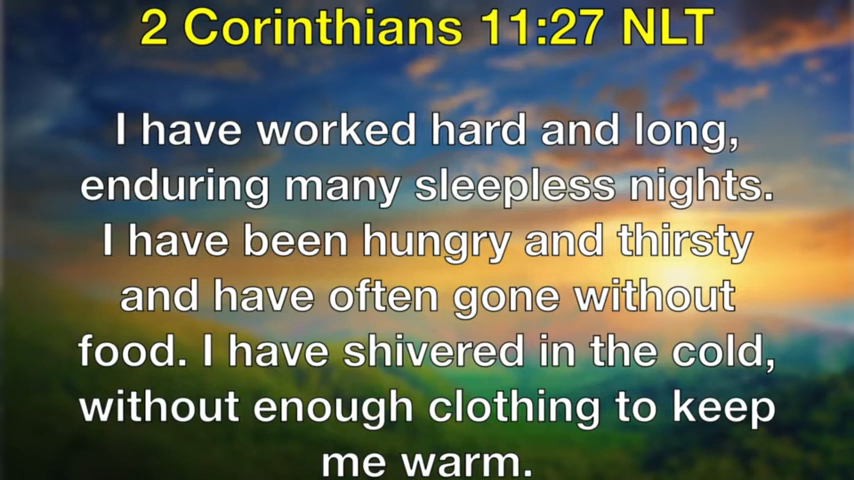 2 Corinthians 11:27 NLT
I have worked hard and long,
enduring many sleepless nights.
I have been hungry and thirsty
and have often gone without
food. I have shivered in the cold,
without enough clothing to keep
me warm.